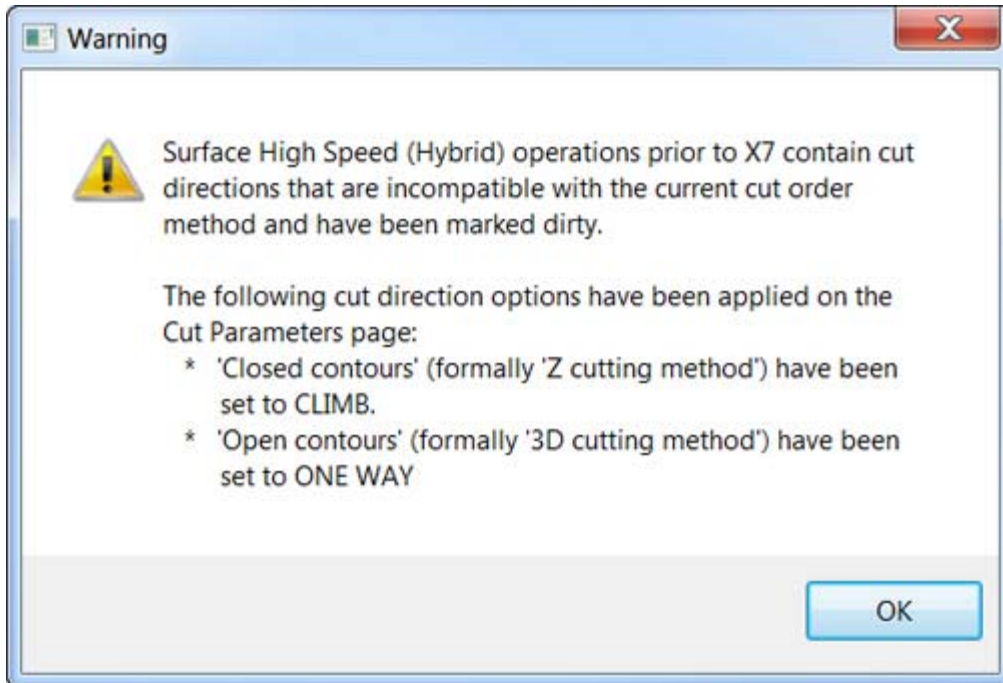 Warning
Surface High Speed (Hybrid) operations prior to X7 contain cut
directions that are incompatible with the current cut order
method and have been marked dirty.
The following cut direction options have been applied on the
Cut Parameters page:
* 'Closed contours' (formally 'Z cutting method') have been
set to CLIMB.
* 'Open contours' (formally '3D cutting method') have been
set to ONE WAY
OK